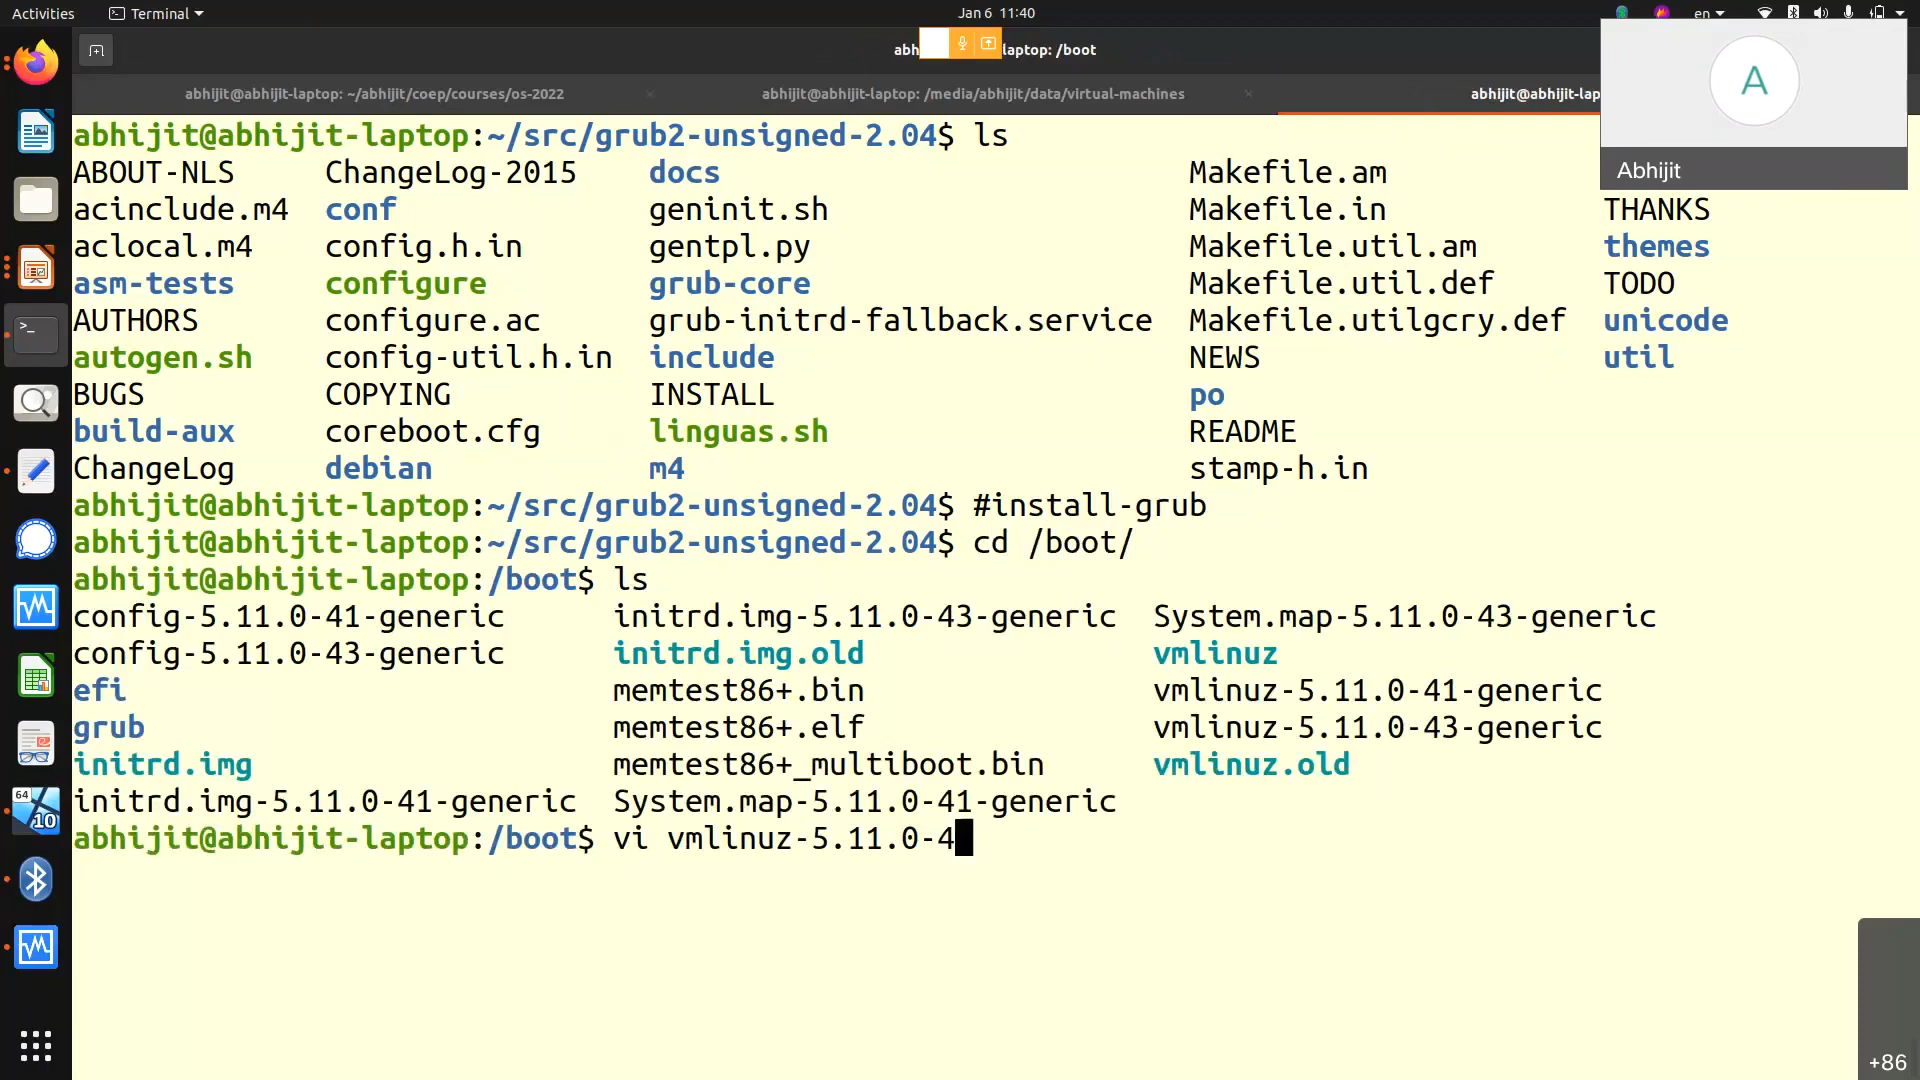 Activities Terminal Jan 6 11:40 en
abh laptop: /boot
abhijit@abhijit-laptop: ~/abhijit/coep/courses/os-2022 × abhijit@abhijit-laptop: /media/abhijit/data/virtual-machines × abhijit@abhijit-lap
A
Abhijit
abhijit@abhijit-laptop:~/src/grub2-unsigned-2.04$ ls
ABOUT-NLS ChangeLog-2015 docs Makefile.am
acinclude.m4 conf geninit.sh Makefile.in THANKS
aclocal.m4 config.h.in gentpl.py Makefile.util.am themes
asm-tests configure grub-core Makefile.util.def TODO
AUTHORS configure.ac grub-initrd-fallback.service Makefile.utilgcry.def unicode
autogen.sh config-util.h.in include NEWS util
BUGS COPYING INSTALL po
build-aux coreboot.cfg linguas.sh README
ChangeLog debian m4 stamp-h.in
abhijit@abhijit-laptop:~/src/grub2-unsigned-2.04$ #install-grub
abhijit@abhijit-laptop:~/src/grub2-unsigned-2.04$ cd /boot/
abhijit@abhijit-laptop:/boot$ ls
config-5.11.0-41-generic initrd.img-5.11.0-43-generic System.map-5.11.0-43-generic
config-5.11.0-43-generic initrd.img.old vmlinuz
efi memtest86+.bin vmlinuz-5.11.0-41-generic
grub memtest86+.elf vmlinuz-5.11.0-43-generic
initrd.img memtest86+_multiboot.bin vmlinuz.old
initrd.img-5.11.0-41-generic System.map-5.11.0-41-generic
abhijit@abhijit-laptop:/boot$ vi vmlinuz-5.11.0-4
64
10
+86